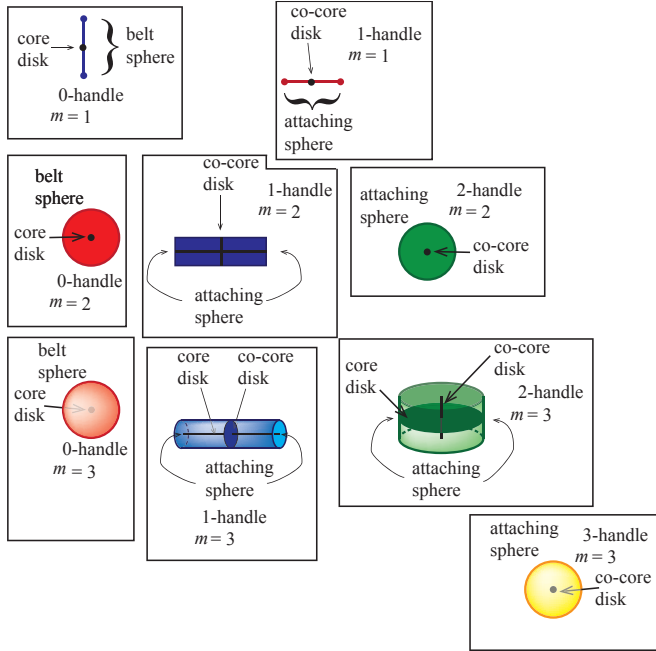 core
disk
belt
sphere
0-handle
m = 1
co-core
disk
1-handle
m = 1
attaching
sphere
belt
sphere
core
disk
0-handle
m = 2
co-core
disk
1-handle
m = 2
attaching
sphere
attaching
sphere
2-handle
m = 2
co-core
disk
belt
sphere
core
disk
0-handle
m = 3
core
disk
co-core
disk
attaching
sphere
1-handle
m = 3
core
disk
co-core
disk
2-handle
m = 3
attaching
sphere
attaching
sphere
3-handle
m = 3
co-core
disk